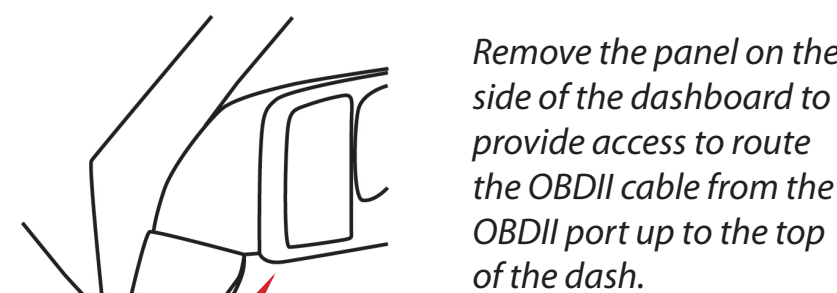 Remove the panel on the
side of the dashboard to
provide access to route
the OBDII cable from the
OBDII port up to the top
of the dash.